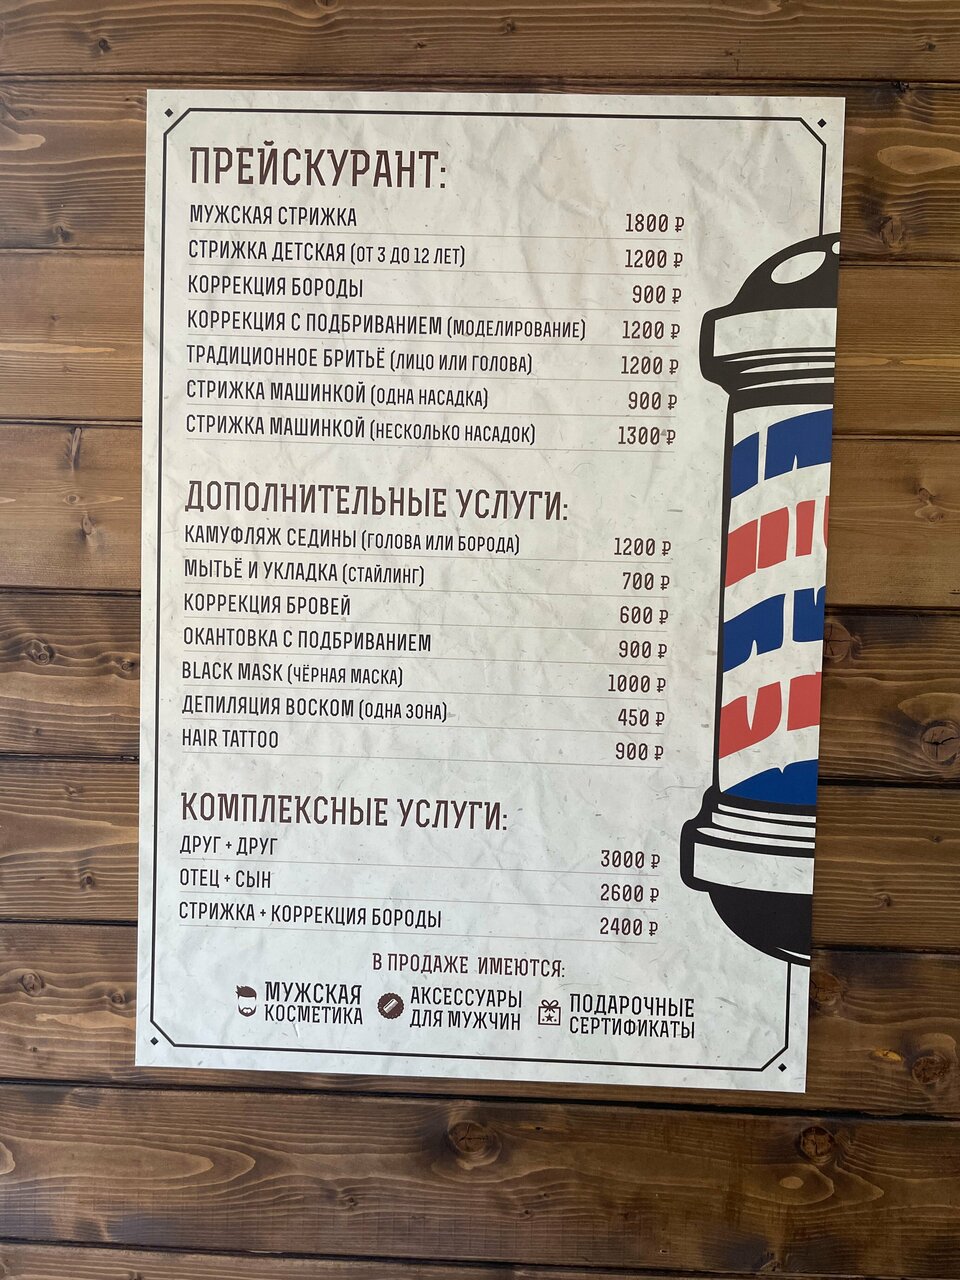 ПРЕЙСКУРАНТ:
МУЖСКАЯ СТРИЖКА 1800 ₽
СТРИЖКА ДЕТСКАЯ (ОТ 3 ДО 12 ЛЕТ) 1200 ₽
КОРРЕКЦИЯ БОРОДЫ 900 ₽
КОРРЕКЦИЯ С ПОДБРИВАНИЕМ (МОДЕЛИРОВАНИЕ) 1200 ₽
ТРАДИЦИОННОЕ БРИТЬЁ (ЛИЦО ИЛИ ГОЛОВА) 1200 ₽
СТРИЖКА МАШИНКОЙ (ОДНА НАСАДКА) 900 ₽
СТРИЖКА МАШИНКОЙ (НЕСКОЛЬКО НАСАДОК) 1300 ₽
ДОПОЛНИТЕЛЬНЫЕ УСЛУГИ:
КАМУФЛЯЖ СЕДИНЫ (ГОЛОВА ИЛИ БОРОДА) 1200 ₽
МЫТЬЁ И УКЛАДКА (СТАЙЛИНГ) 700 ₽
КОРРЕКЦИЯ БРОВЕЙ 600 ₽
ОКАНТОВКА С ПОДБРИВАНИЕМ 900 ₽
BLACK MASK (ЧЁРНАЯ МАСКА) 1000 ₽
ДЕПИЛЯЦИЯ ВОСКОМ (ОДНА ЗОНА) 450 ₽
HAIR TATTOO 900 ₽
КОМПЛЕКСНЫЕ УСЛУГИ:
ДРУГ + ДРУГ 3000 ₽
ОТЕЦ + СЫН 2600 ₽
СТРИЖКА + КОРРЕКЦИЯ БОРОДЫ 2400 ₽
В ПРОДАЖЕ ИМЕЮТСЯ:
МУЖСКАЯ
КОСМЕТИКА
АКСЕССУАРЫ
ДЛЯ МУЖЧИН
ПОДАРОЧНЫЕ
СЕРТИФИКАТЫ